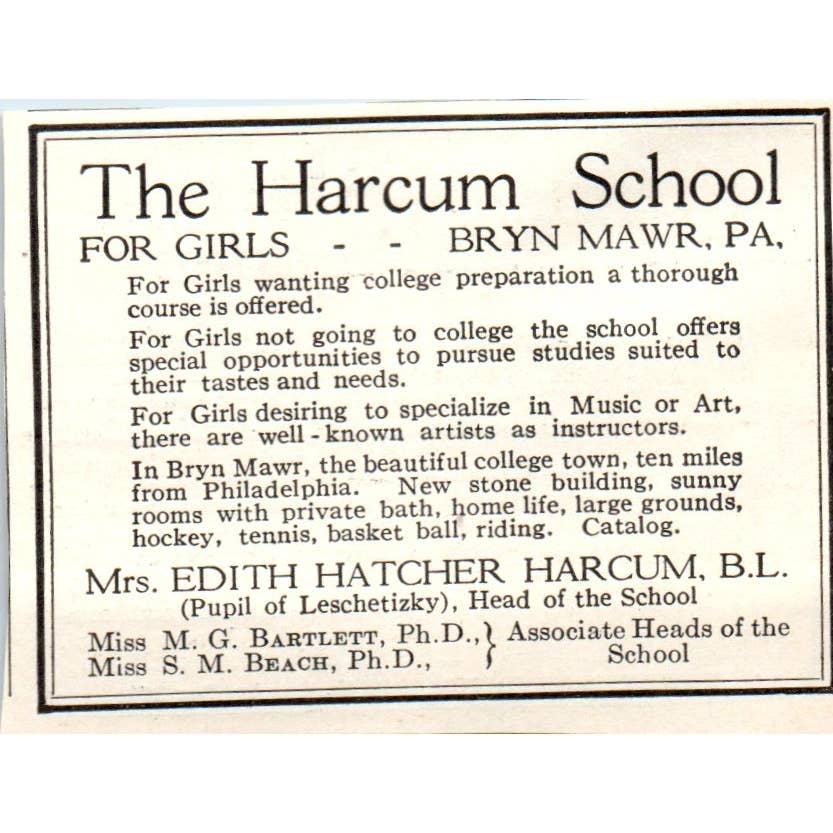 The Harcum School
FOR GIRLS - - BRYN MAWR, PA,
For Girls wanting college preparation a thorough
course is offered.
For Girls not going to college the school offers
special opportunities to pursue studies suited to
their tastes and needs.
For Girls desiring to specialize in Music or Art,
there are well-known artists as instructors.
In Bryn Mawr, the beautiful college town, ten miles
from Philadelphia. New stone building, sunny
rooms with private bath, home life, large grounds,
hockey, tennis, basket ball, riding. Catalog.
Mrs. EDITH HATCHER HARCUM, B.L.
(Pupil of Leschetizky), Head of the School
Miss M. G. BARTLETT, Ph.D.,
Miss S. M. BEACH, Ph.D.,
} Associate Heads of the
School